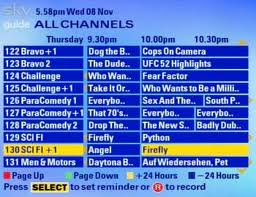 sky 5.58pm Wed 08 Nov
guide ALL CHANNELS
Thursday 9.30pm 10.00pm 10.30pm
122 Bravo + 1 Dog the B.. Cops On Camera
123 Bravo 2 The Dude.. UFC 52 Highlights
124 Challenge Who Wan.. Fear Factor
125 Challenge + 1 Take It Or.. Who Wants to Be a Milli..
126 ParaComedy 1 Everybo.. Sex And The... South P..
127 ParaComedy + 1 That 70's.. Everybo.. Everybo..
128 ParaComedy 2 Drop The.. The New S.. Badly Dub..
129 SCI FI Firefly Python
130 SCI FI + 1 Angel Firefly
131 Men & Motors Daytona B.. Auf Wiedersehen, Pet
Page Up Page Down +24 Hours -24 Hours
Press SELECT to set reminder or R to record